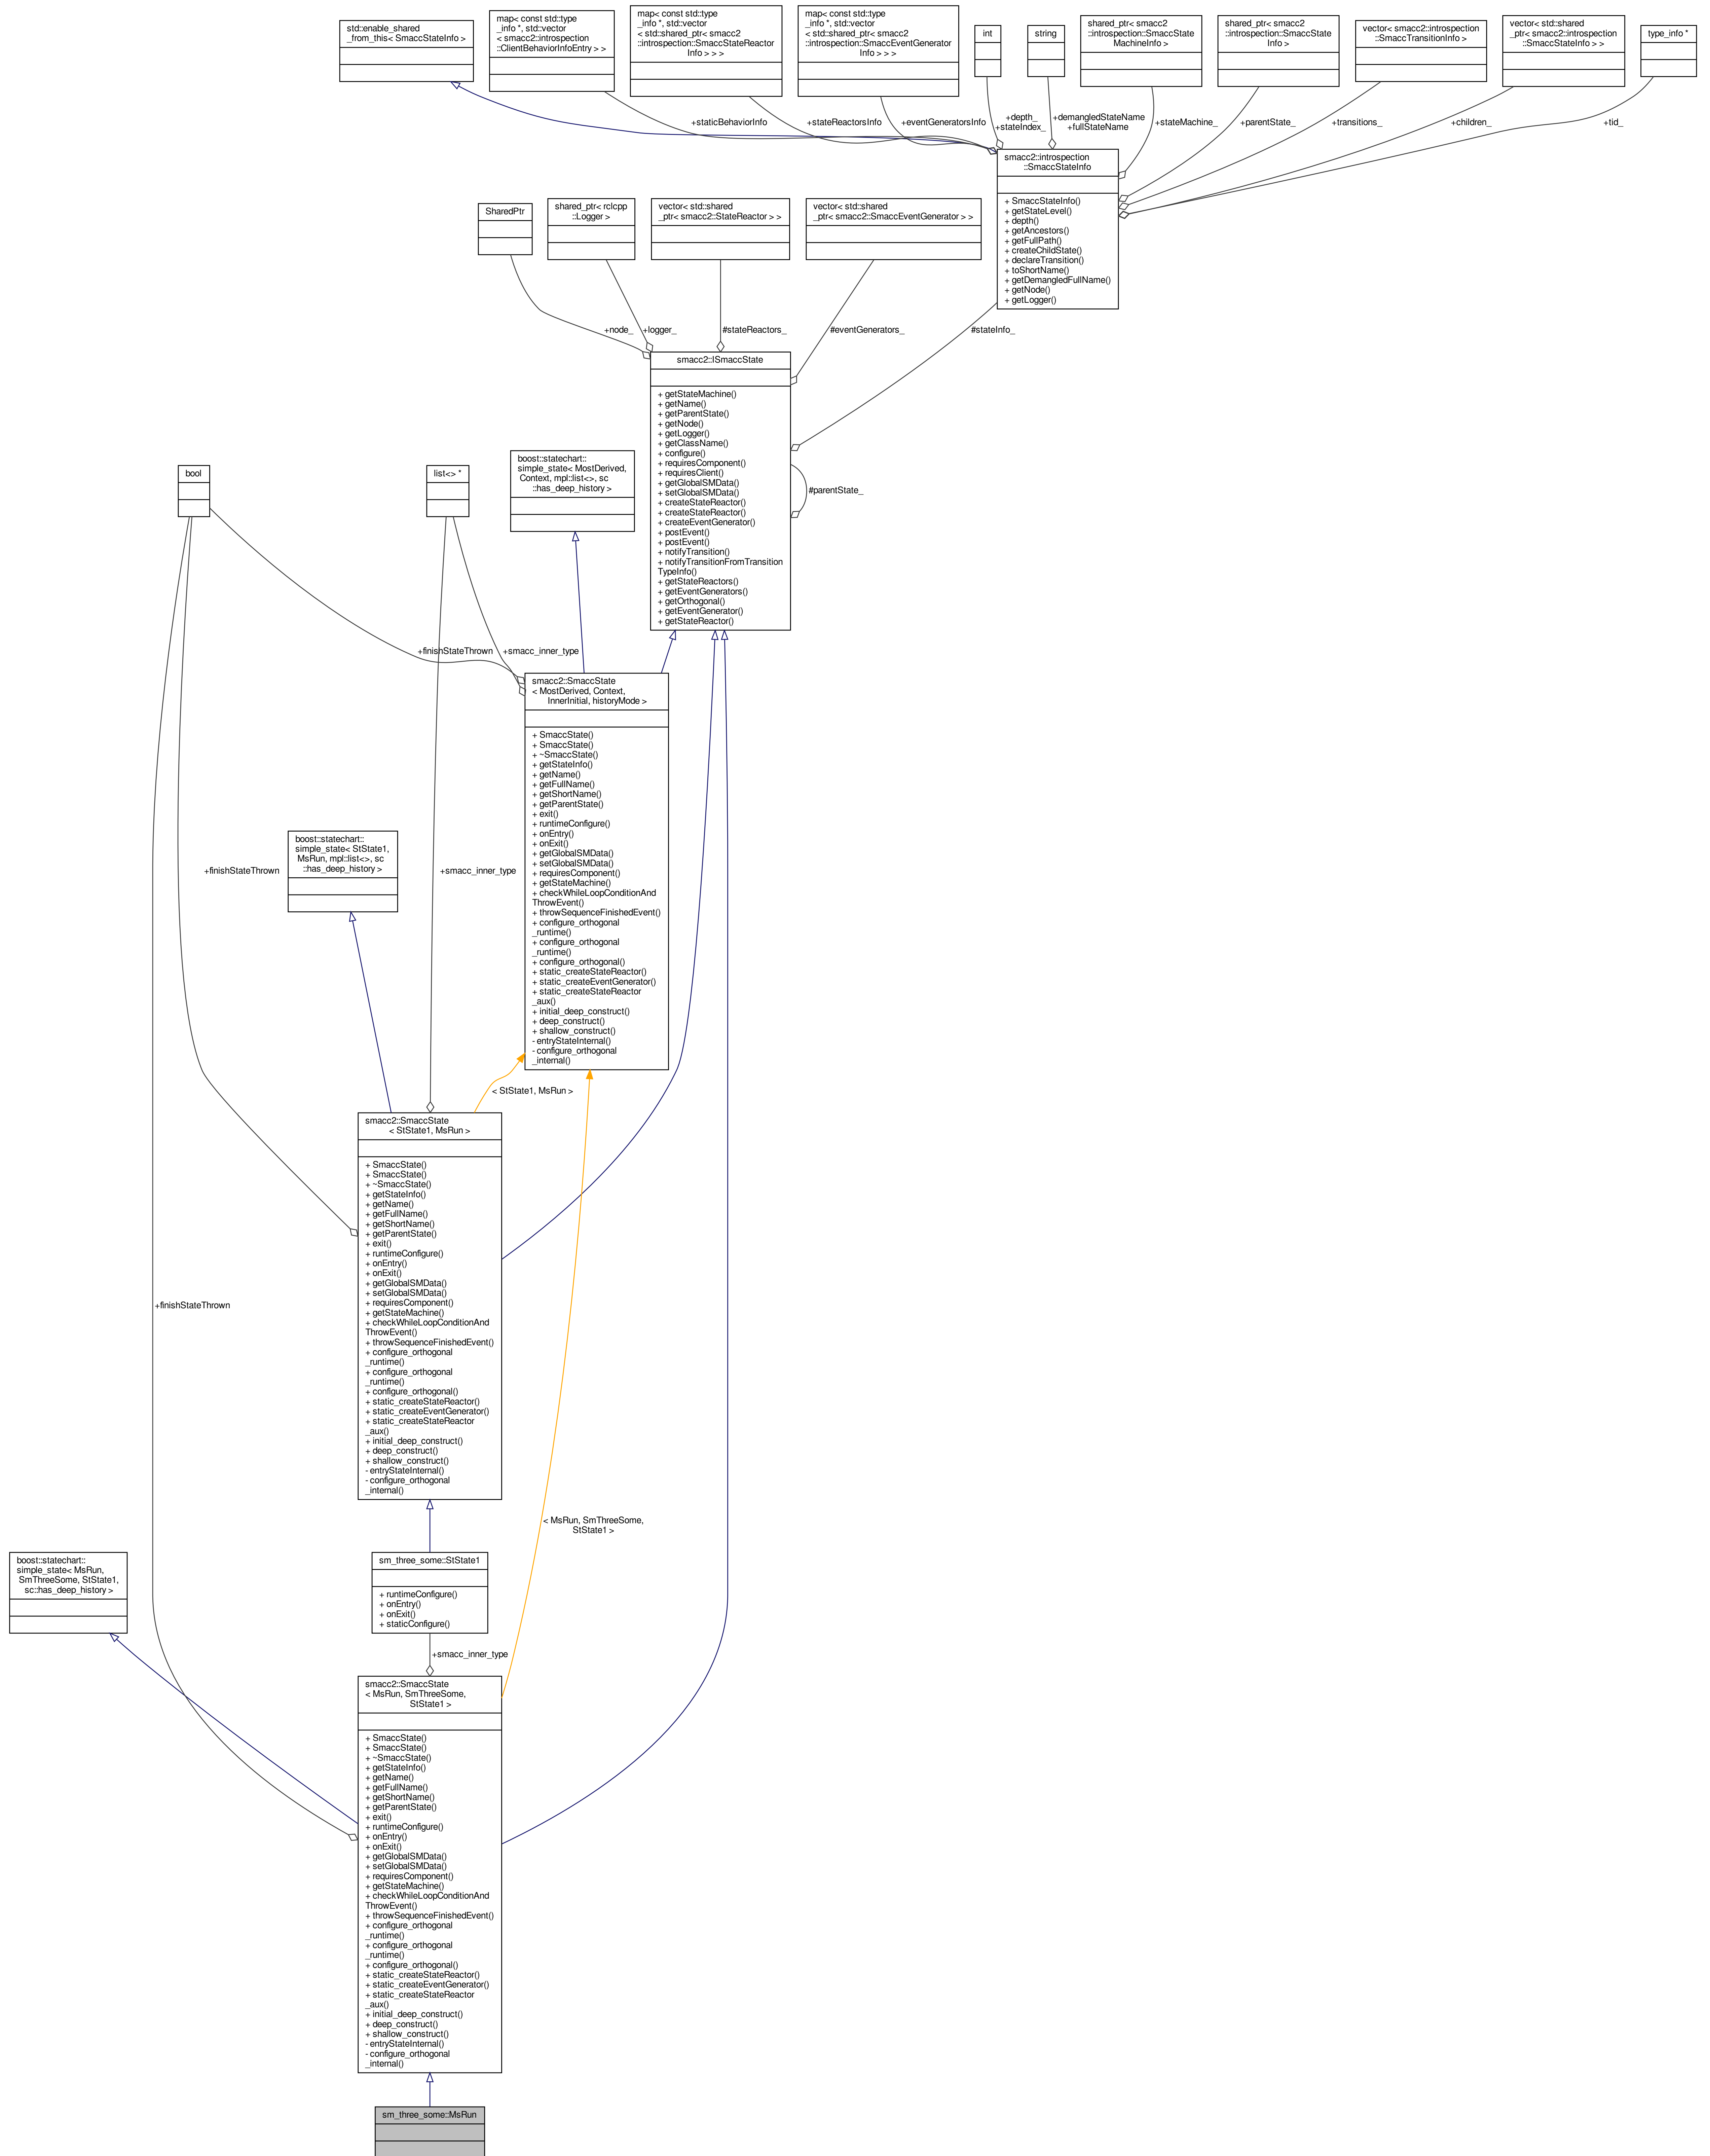 std::enable_shared
_from_this< SmaccStateInfo >
map< const std::type
_info *, std::vector
< smacc2::introspection
::ClientBehaviorInfoEntry > >
map< const std::type
_info *, std::vector
< std::shared_ptr< smacc2
::introspection::SmaccStateReactor
Info > > >
map< const std::type
_info *, std::vector
< std::shared_ptr< smacc2
::introspection::SmaccEventGenerator
Info > > >
int
string
shared_ptr< smacc2
::introspection::SmaccState
MachineInfo >
shared_ptr< smacc2
::introspection::SmaccState
Info >
vector< smacc2::introspection
::SmaccTransitionInfo >
vector< std::shared
_ptr< smacc2::introspection
::SmaccStateInfo > >
type_info *
+staticBehaviorInfo
+stateReactorsInfo
+eventGeneratorsInfo
+depth_
+stateIndex_
+demangledStateName
+fullStateName
+stateMachine_
+parentState_
+transitions_
+children_
+tid_
smacc2::introspection
::SmaccStateInfo
+ SmaccStateInfo()
+ getStateLevel()
+ depth()
+ getAncestors()
+ getFullPath()
+ createChildState()
+ declareTransition()
+ toShortName()
+ getDemangledFullName()
+ getNode()
+ getLogger()
SharedPtr
shared_ptr< rclcpp
::Logger >
vector< std::shared
_ptr< smacc2::StateReactor > >
vector< std::shared
_ptr< smacc2::SmaccEventGenerator > >
+node_
+logger_
#stateReactors_
#eventGenerators_
#stateInfo_
smacc2::ISmaccState
+ getStateMachine()
+ getName()
+ getParentState()
+ getNode()
+ getLogger()
+ getClassName()
+ configure()
+ requiresComponent()
+ requiresClient()
+ getGlobalSMData()
+ setGlobalSMData()
+ createStateReactor()
+ createStateReactor()
+ createEventGenerator()
+ postEvent()
+ postEvent()
+ notifyTransition()
+ notifyTransitionFromTransition
TypeInfo()
+ getStateReactors()
+ getEventGenerators()
+ getOrthogonal()
+ getEventGenerator()
+ getStateReactor()
#parentState_
bool
list<> *
boost::statechart::
simple_state< MostDerived,
Context, mpl::list<>, sc
::has_deep_history >
+finishStateThrown
+smacc_inner_type
smacc2::SmaccState
< MostDerived, Context,
InnerInitial, historyMode >
+ SmaccState()
+ SmaccState()
+ ~SmaccState()
+ getStateInfo()
+ getName()
+ getFullName()
+ getShortName()
+ getParentState()
+ exit()
+ runtimeConfigure()
+ onEntry()
+ onExit()
+ getGlobalSMData()
+ setGlobalSMData()
+ requiresComponent()
+ getStateMachine()
+ checkWhileLoopConditionAnd
ThrowEvent()
+ throwSequenceFinishedEvent()
+ configure_orthogonal
_runtime()
+ configure_orthogonal
_runtime()
+ configure_orthogonal()
+ static_createStateReactor()
+ static_createEventGenerator()
+ static_createStateReactor
_aux()
+ initial_deep_construct()
+ deep_construct()
+ shallow_construct()
- entryStateInternal()
- configure_orthogonal
_internal()
boost::statechart::
simple_state< StState1,
MsRun, mpl::list<>, sc
::has_deep_history >
+finishStateThrown
+smacc_inner_type
< StState1, MsRun >
smacc2::SmaccState
< StState1, MsRun >
+ SmaccState()
+ SmaccState()
+ ~SmaccState()
+ getStateInfo()
+ getName()
+ getFullName()
+ getShortName()
+ getParentState()
+ exit()
+ runtimeConfigure()
+ onEntry()
+ onExit()
+ getGlobalSMData()
+ setGlobalSMData()
+ requiresComponent()
+ getStateMachine()
+ checkWhileLoopConditionAnd
ThrowEvent()
+ throwSequenceFinishedEvent()
+ configure_orthogonal
_runtime()
+ configure_orthogonal
_runtime()
+ configure_orthogonal()
+ static_createStateReactor()
+ static_createEventGenerator()
+ static_createStateReactor
_aux()
+ initial_deep_construct()
+ deep_construct()
+ shallow_construct()
- entryStateInternal()
- configure_orthogonal
_internal()
+finishStateThrown
< MsRun, SmThreeSome,
StState1 >
boost::statechart::
simple_state< MsRun,
SmThreeSome, StState1,
sc::has_deep_history >
sm_three_some::StState1
+ runtimeConfigure()
+ onEntry()
+ onExit()
+ staticConfigure()
+smacc_inner_type
smacc2::SmaccState
< MsRun, SmThreeSome,
StState1 >
+ SmaccState()
+ SmaccState()
+ ~SmaccState()
+ getStateInfo()
+ getName()
+ getFullName()
+ getShortName()
+ getParentState()
+ exit()
+ runtimeConfigure()
+ onEntry()
+ onExit()
+ getGlobalSMData()
+ setGlobalSMData()
+ requiresComponent()
+ getStateMachine()
+ checkWhileLoopConditionAnd
ThrowEvent()
+ throwSequenceFinishedEvent()
+ configure_orthogonal
_runtime()
+ configure_orthogonal
_runtime()
+ configure_orthogonal()
+ static_createStateReactor()
+ static_createEventGenerator()
+ static_createStateReactor
_aux()
+ initial_deep_construct()
+ deep_construct()
+ shallow_construct()
- entryStateInternal()
- configure_orthogonal
_internal()
sm_three_some::MsRun